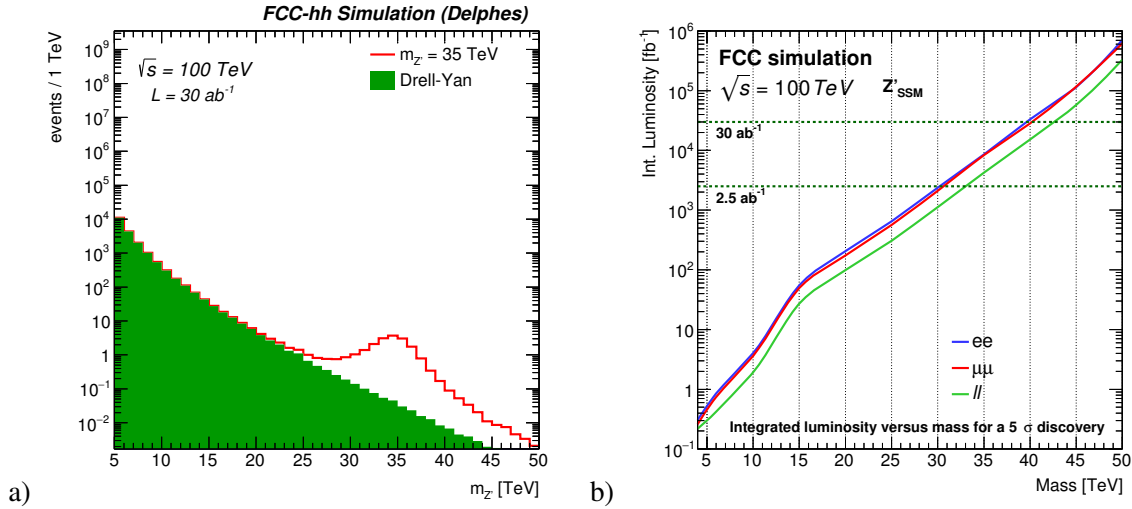 FCC-hh Simulation (Delphes)
events / 1 TeV
10⁹
10⁸
10⁷
10⁶
10⁵
10⁴
10³
10²
10
1
10⁻¹
10⁻²
√s = 100 TeV
L = 30 ab⁻¹
m_Z' = 35 TeV
Drell-Yan
5 10 15 20 25 30 35 40 45 50
m_Z' [TeV]
a)
Int. Luminosity [fb⁻¹]
10⁶
10⁵
10⁴
10³
10²
10
1
10⁻¹
FCC simulation
√s = 100 TeV Z'SSM
30 ab⁻¹
2.5 ab⁻¹
ee
μμ
ll
Integrated luminosity versus mass for a 5 σ discovery
5 10 15 20 25 30 35 40 45 50
Mass [TeV]
b)